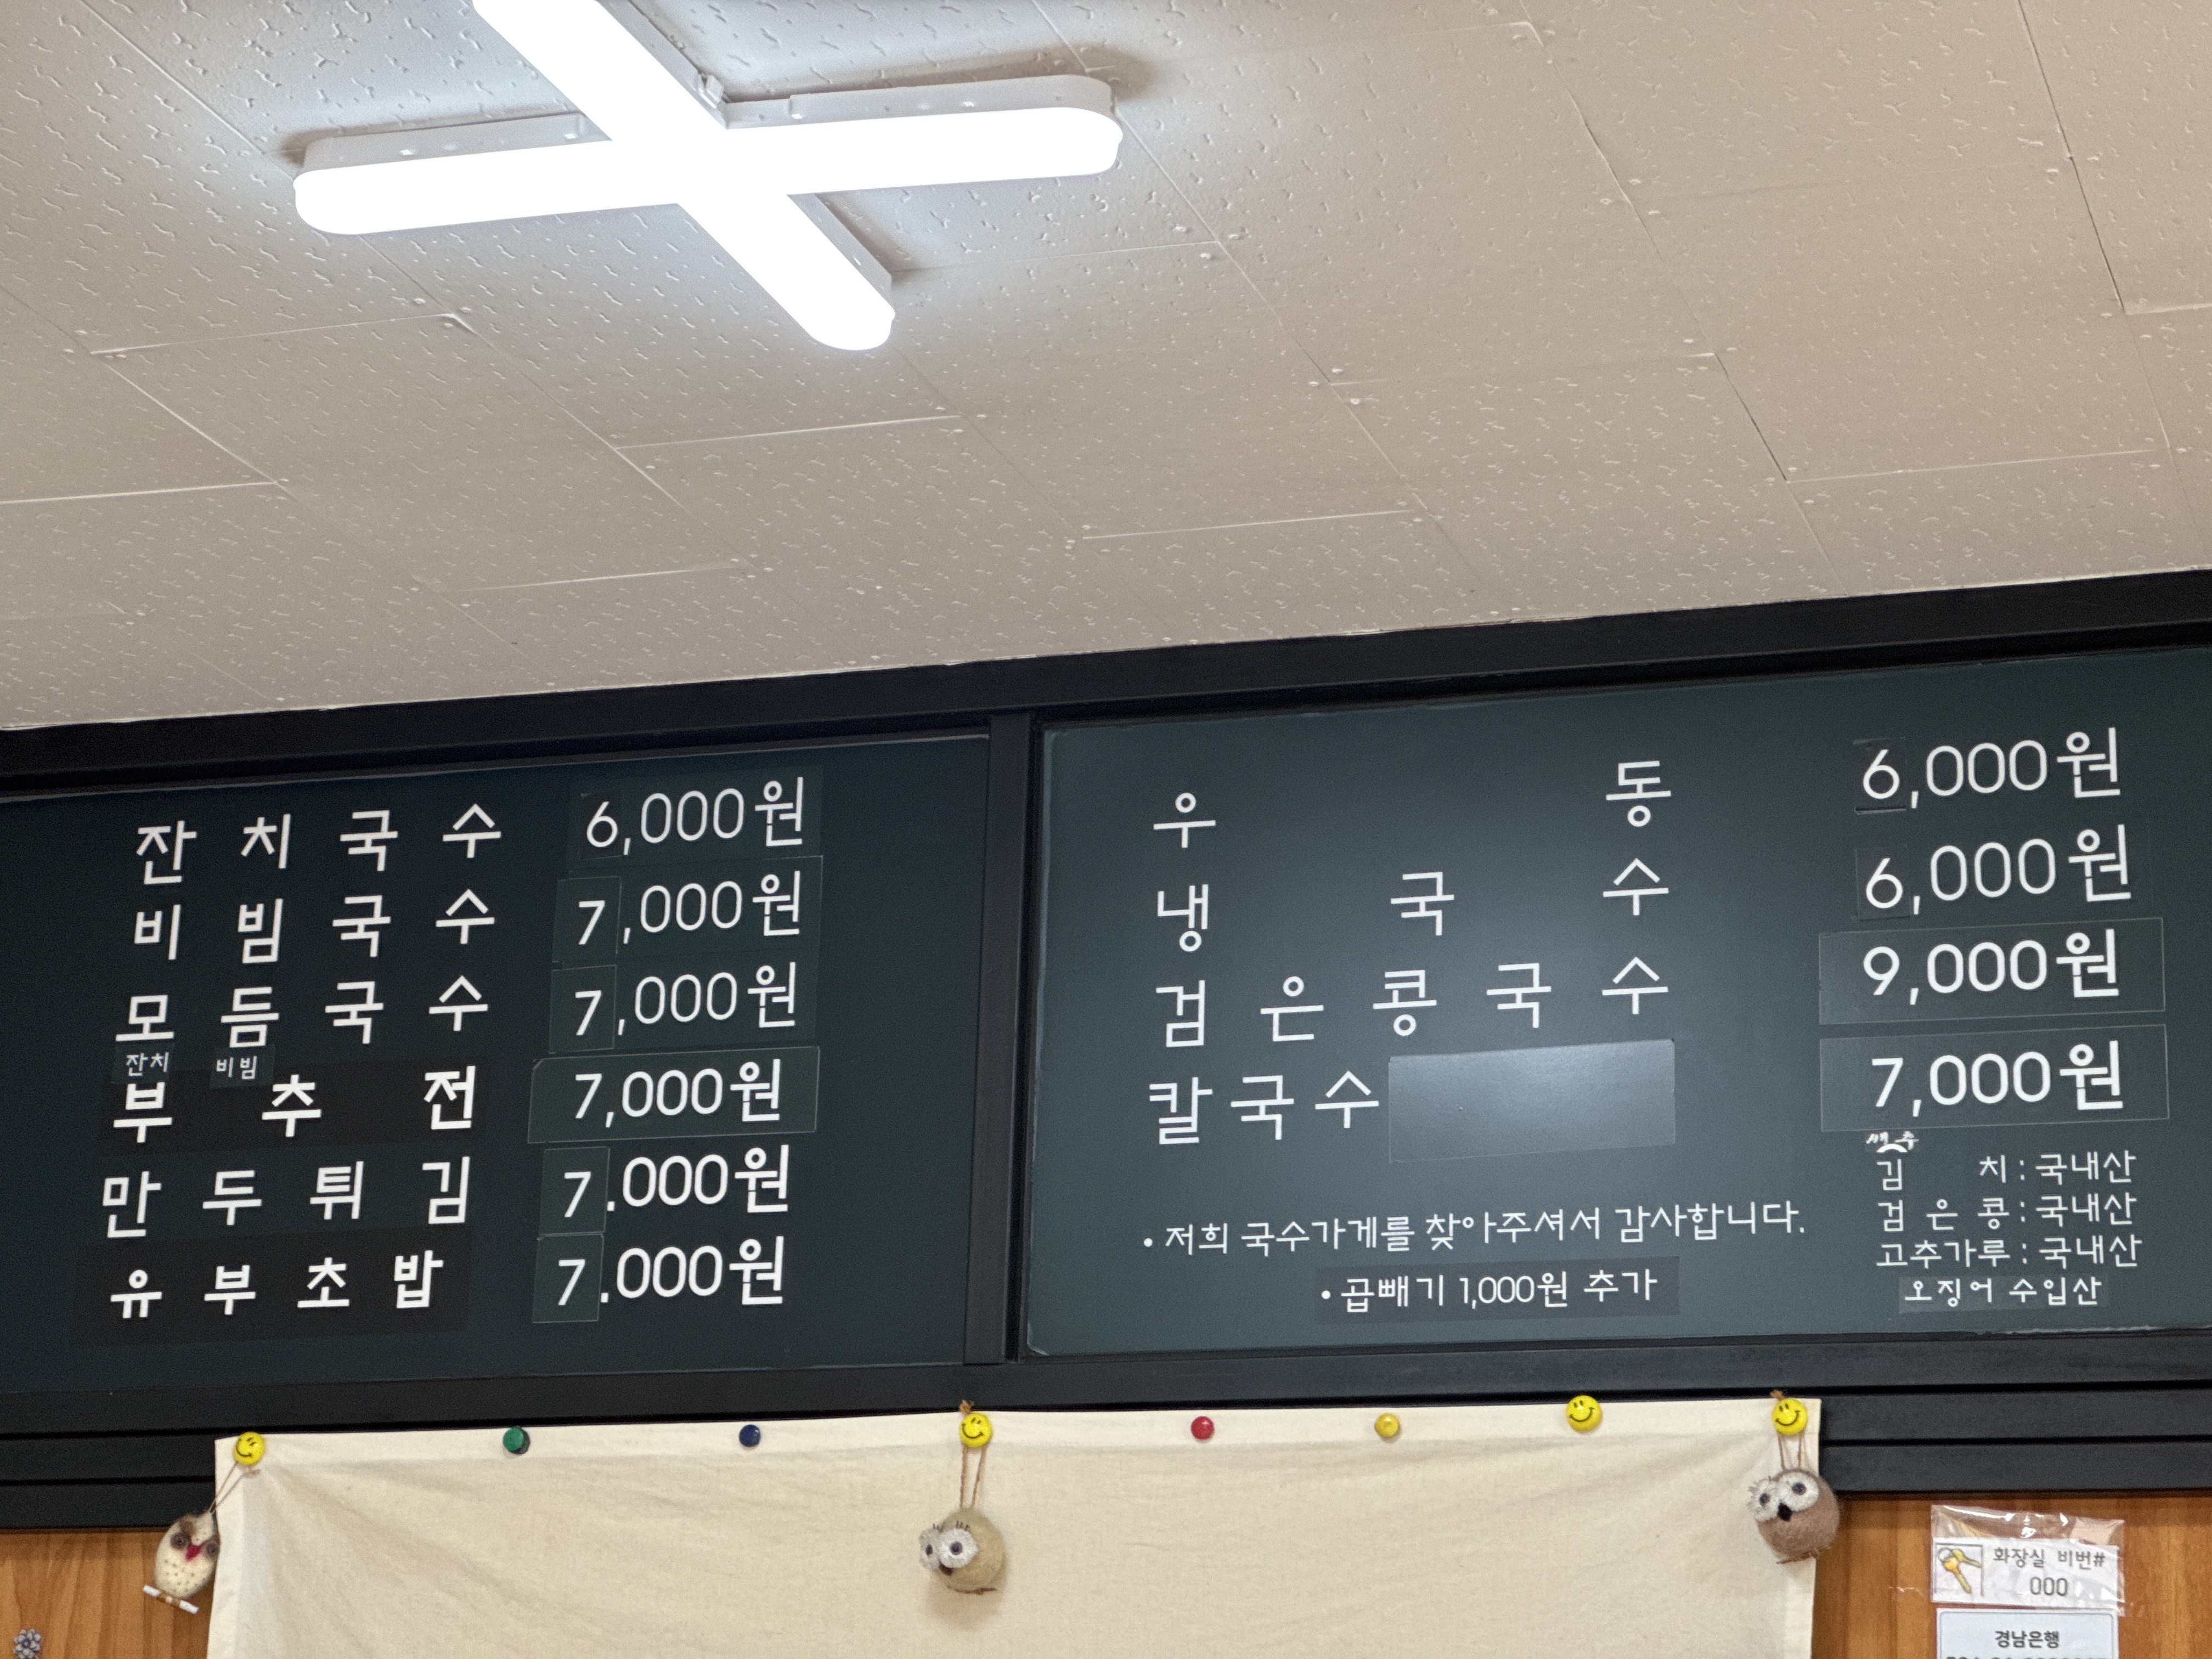 잔치국수 6,000원
비빔국수 7,000원
모듬국수 7,000원
잔치 비빔
부추전 7,000원
만두튀김 7.000원
유부초밥 7.000원
우동 6,000원
냉국수 6,000원
검은콩국수 9,000원
칼국수 7,000원
• 저희 국수가게를 찾아주셔서 감사합니다.
• 곱빼기 1,000원 추가
배추
김치 : 국내산
검은콩 : 국내산
고추가루 : 국내산
오징어 수입산
화장실 비번#
000
경남은행